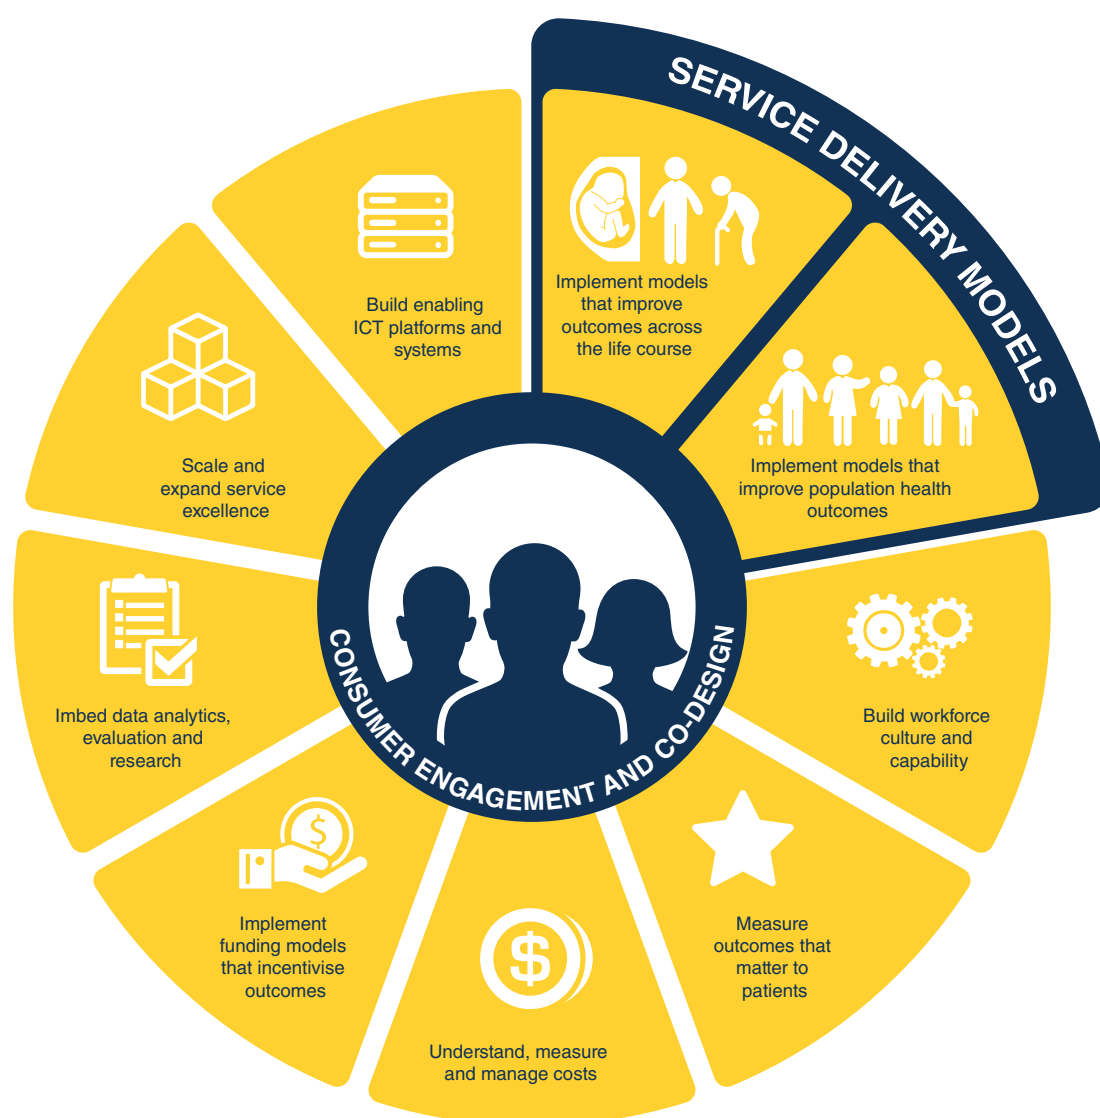 SERVICE DELIVERY MODELS
Implement models
that improve
outcomes across
the life course
Implement models that
improve population health
outcomes
Build workforce
culture and
capability
Measure
outcomes that
matter to
patients
$
Understand, measure
and manage costs
$
Implement
funding models
that incentivise
outcomes
Imbed data analytics,
evaluation and
research
Scale and
expand service
excellence
Build enabling
ICT platforms and
systems
CONSUMER ENGAGEMENT AND CO-DESIGN